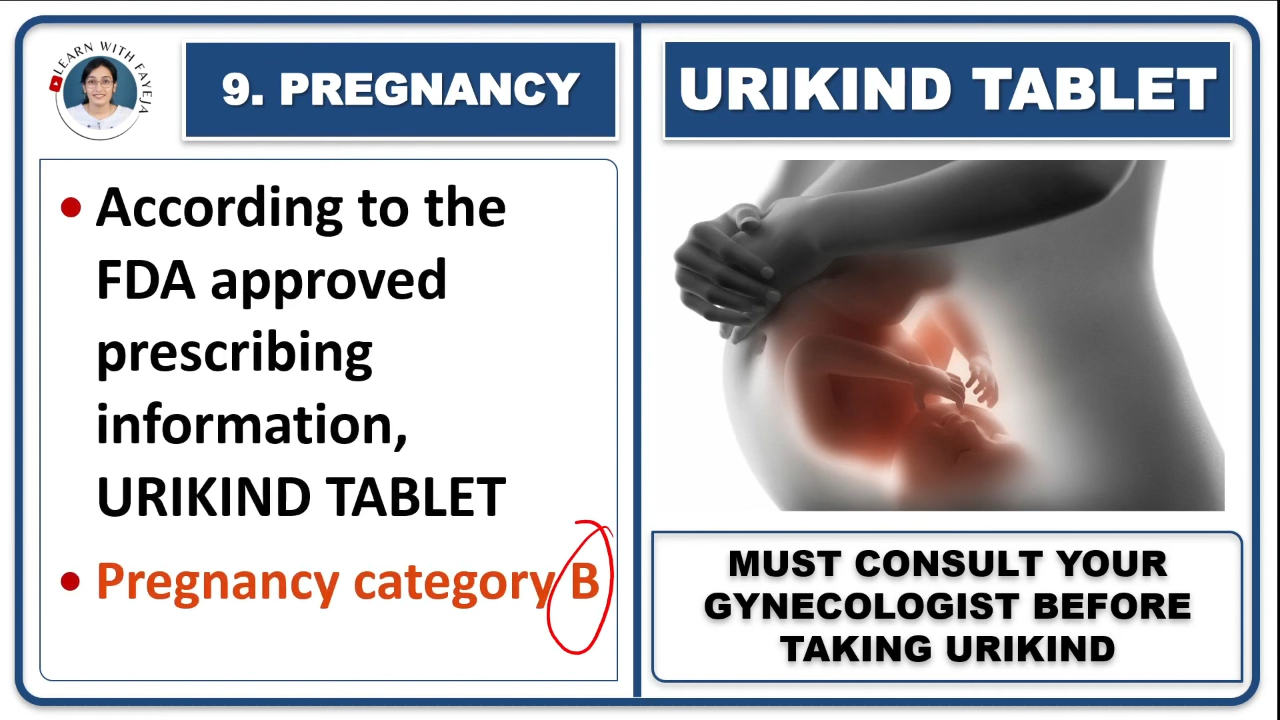 LEARN WITH FAYEJA
9. PREGNANCY
• According to the
FDA approved
prescribing
information,
URIKIND TABLET
• Pregnancy category B
URIKIND TABLET
MUST CONSULT YOUR
GYNECOLOGIST BEFORE
TAKING URIKIND